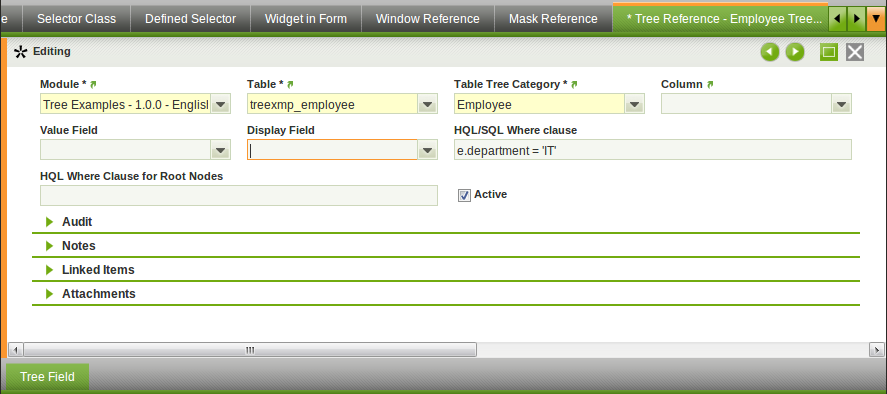 e Selector Class Defined Selector Widget in Form Window Reference Mask Reference * Tree Reference - Employee Tree...
Editing
Module * Table * Table Tree Category * Column
Tree Examples - 1.0.0 - English treexmp_employee Employee
Value Field Display Field HQL/SQL Where clause
e.department = 'IT'
HQL Where Clause for Root Nodes
Active
Audit
Notes
Linked Items
Attachments
Tree Field